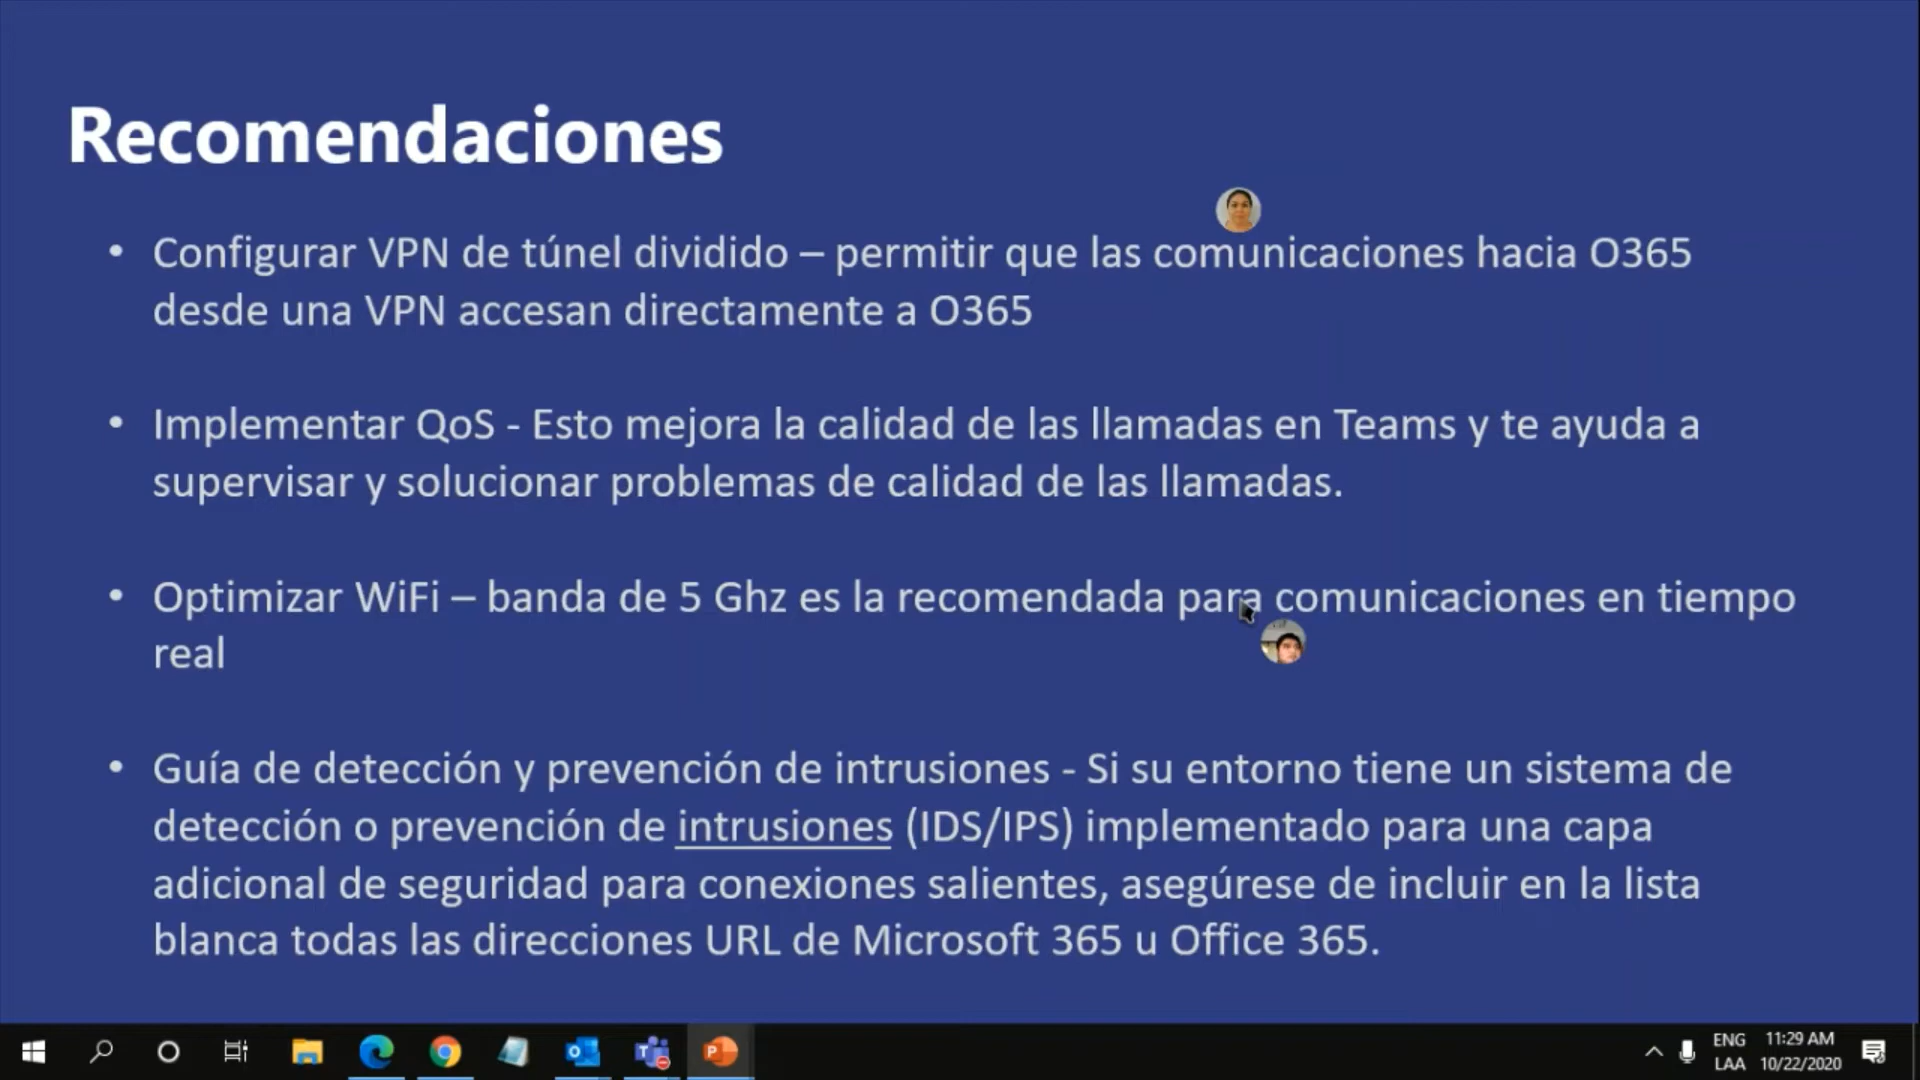 Recomendaciones
• Configurar VPN de túnel dividido – permitir que las comunicaciones hacia O365
desde una VPN accesan directamente a O365
• Implementar QoS - Esto mejora la calidad de las llamadas en Teams y te ayuda a
supervisar y solucionar problemas de calidad de las llamadas.
• Optimizar WiFi – banda de 5 Ghz es la recomendada para comunicaciones en tiempo
real
• Guía de detección y prevención de intrusiones - Si su entorno tiene un sistema de
detección o prevención de intrusiones (IDS/IPS) implementado para una capa
adicional de seguridad para conexiones salientes, asegúrese de incluir en la lista
blanca todas las direcciones URL de Microsoft 365 u Office 365.
ENG 11:29 AM
LAA 10/22/2020